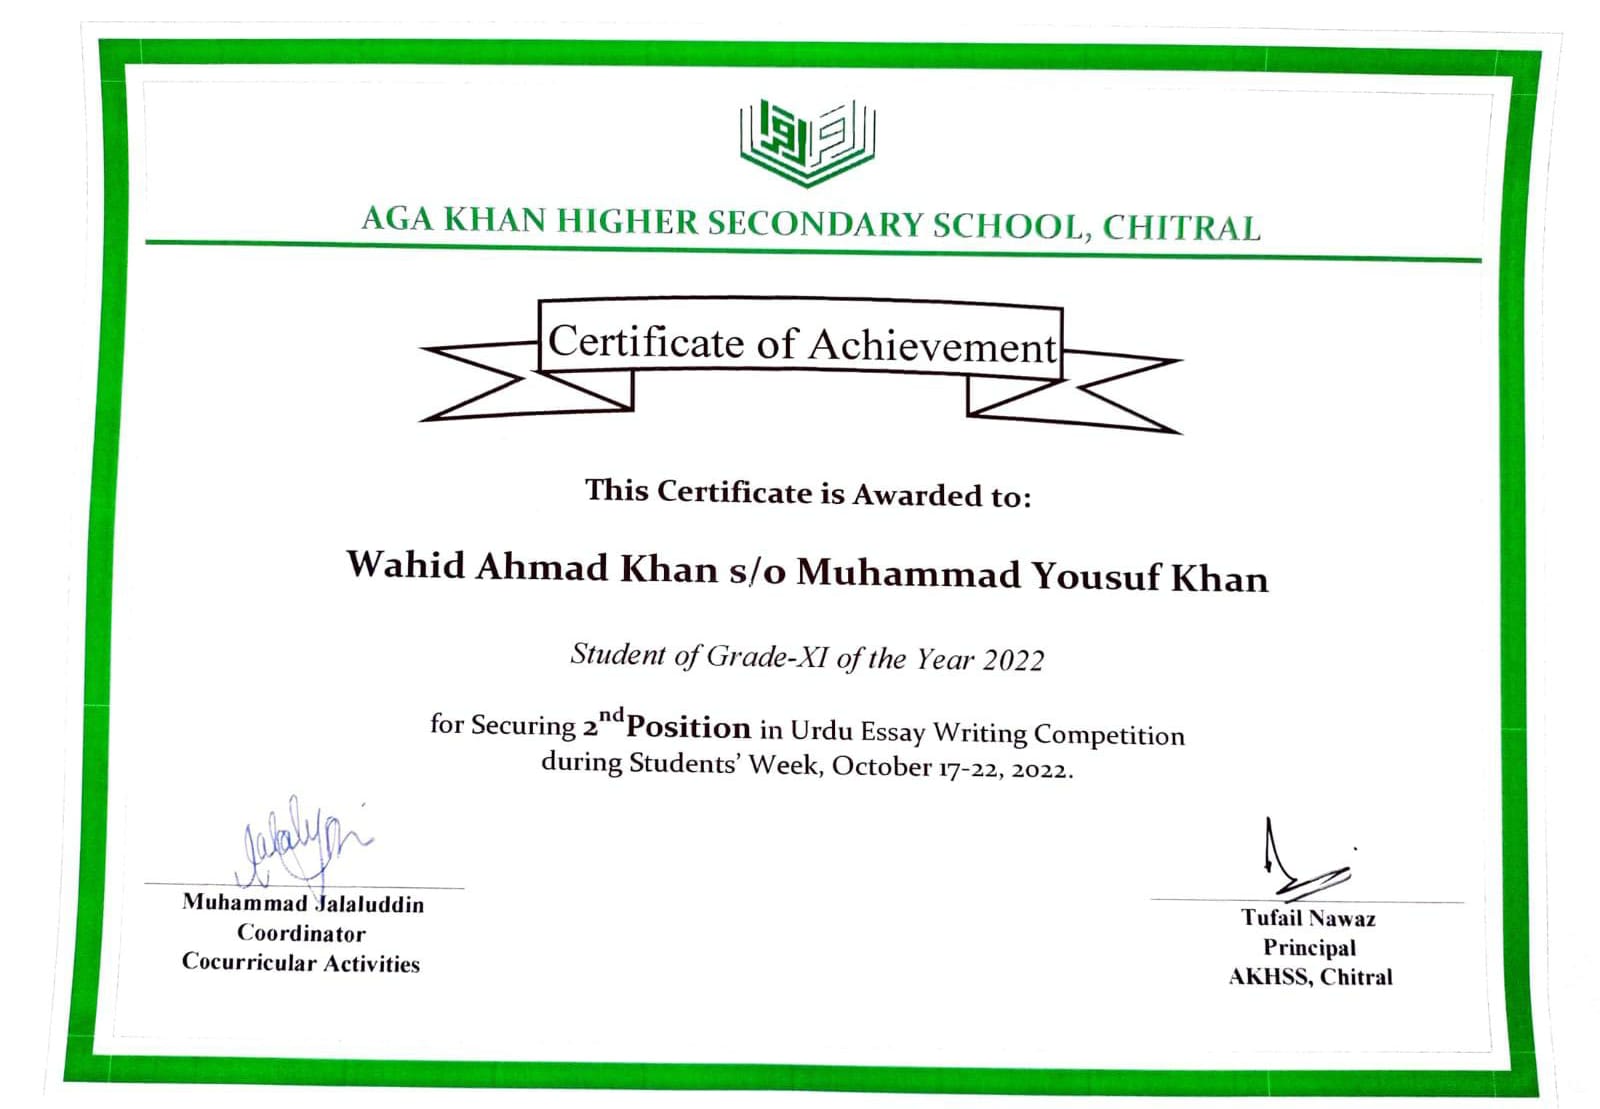 اقرا
AGA KHAN HIGHER SECONDARY SCHOOL, CHITRAL
Certificate of Achievement
This Certificate is Awarded to:
Wahid Ahmad Khan s/o Muhammad Yousuf Khan
Student of Grade-XI of the Year 2022
for Securing 2nd Position in Urdu Essay Writing Competition
during Students’ Week, October 17-22, 2022.
Muhammad Jalaluddin
Coordinator
Cocurricular Activities
Tufail Nawaz
Principal
AKHSS, Chitral